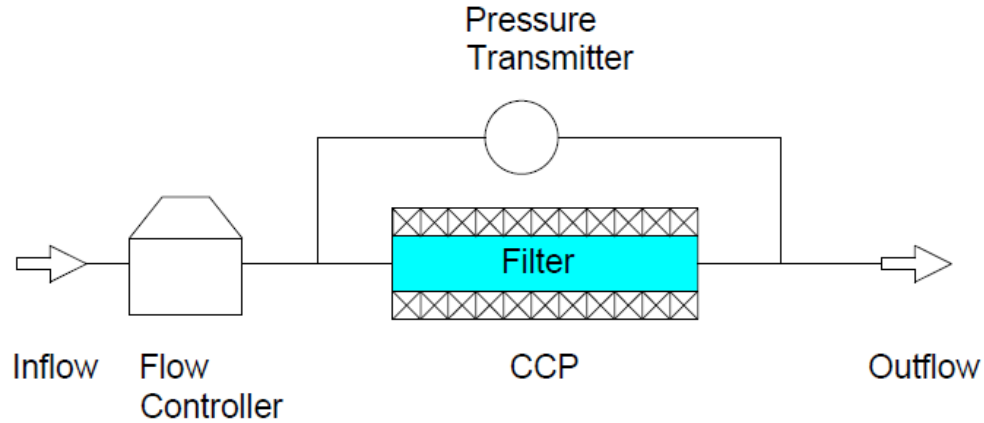 Pressure
Transmitter
Filter
Inflow
Flow
Controller
CCP
Outflow